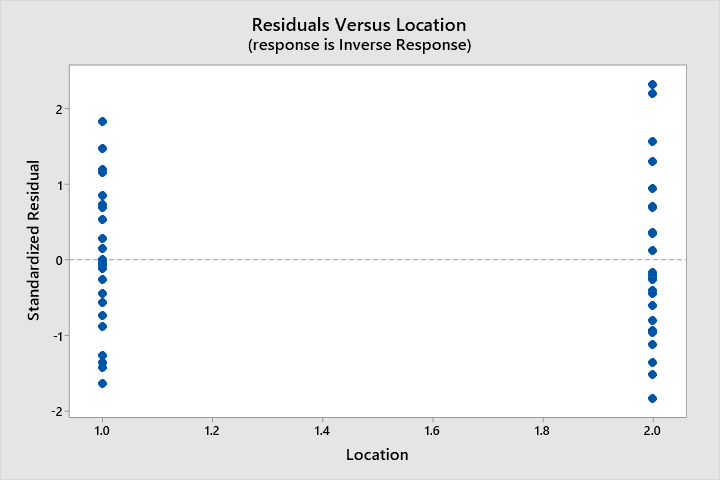 Residuals Versus Location
(response is Inverse Response)
Standardized Residual
2
1
0
-1
-2
1.0 1.2 1.4 1.6 1.8 2.0
Location